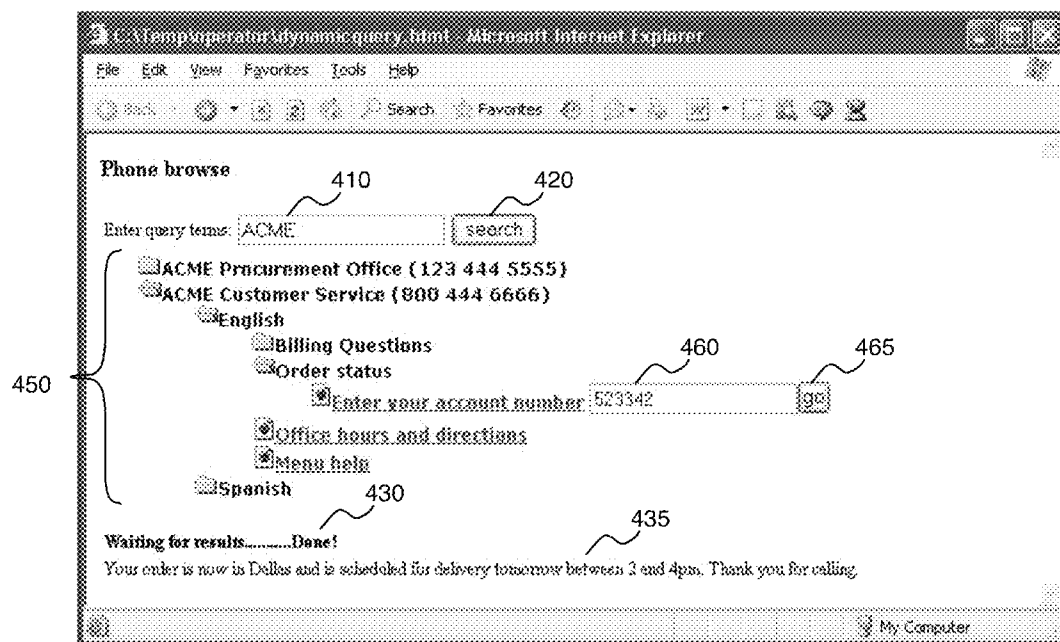 C:\Temp\operator\dynamicquery.html - Microsoft Internet Explorer
File Edit View Favorites Tools Help
Back Search Favorites
Phone browse
410 420
Enter query terms: ACME search
ACME Procurement Office (123 444 5555)
ACME Customer Service (800 444 6666)
English
Billing Questions
460 465
Order status
450
Enter your account number 523342 go
Office hours and directions
Menu help
Spanish
430
435
Waiting for results..........Done!
Your order is now in Dallas and is scheduled for delivery tomorrow between 3 and 4pm. Thank you for calling.
My Computer